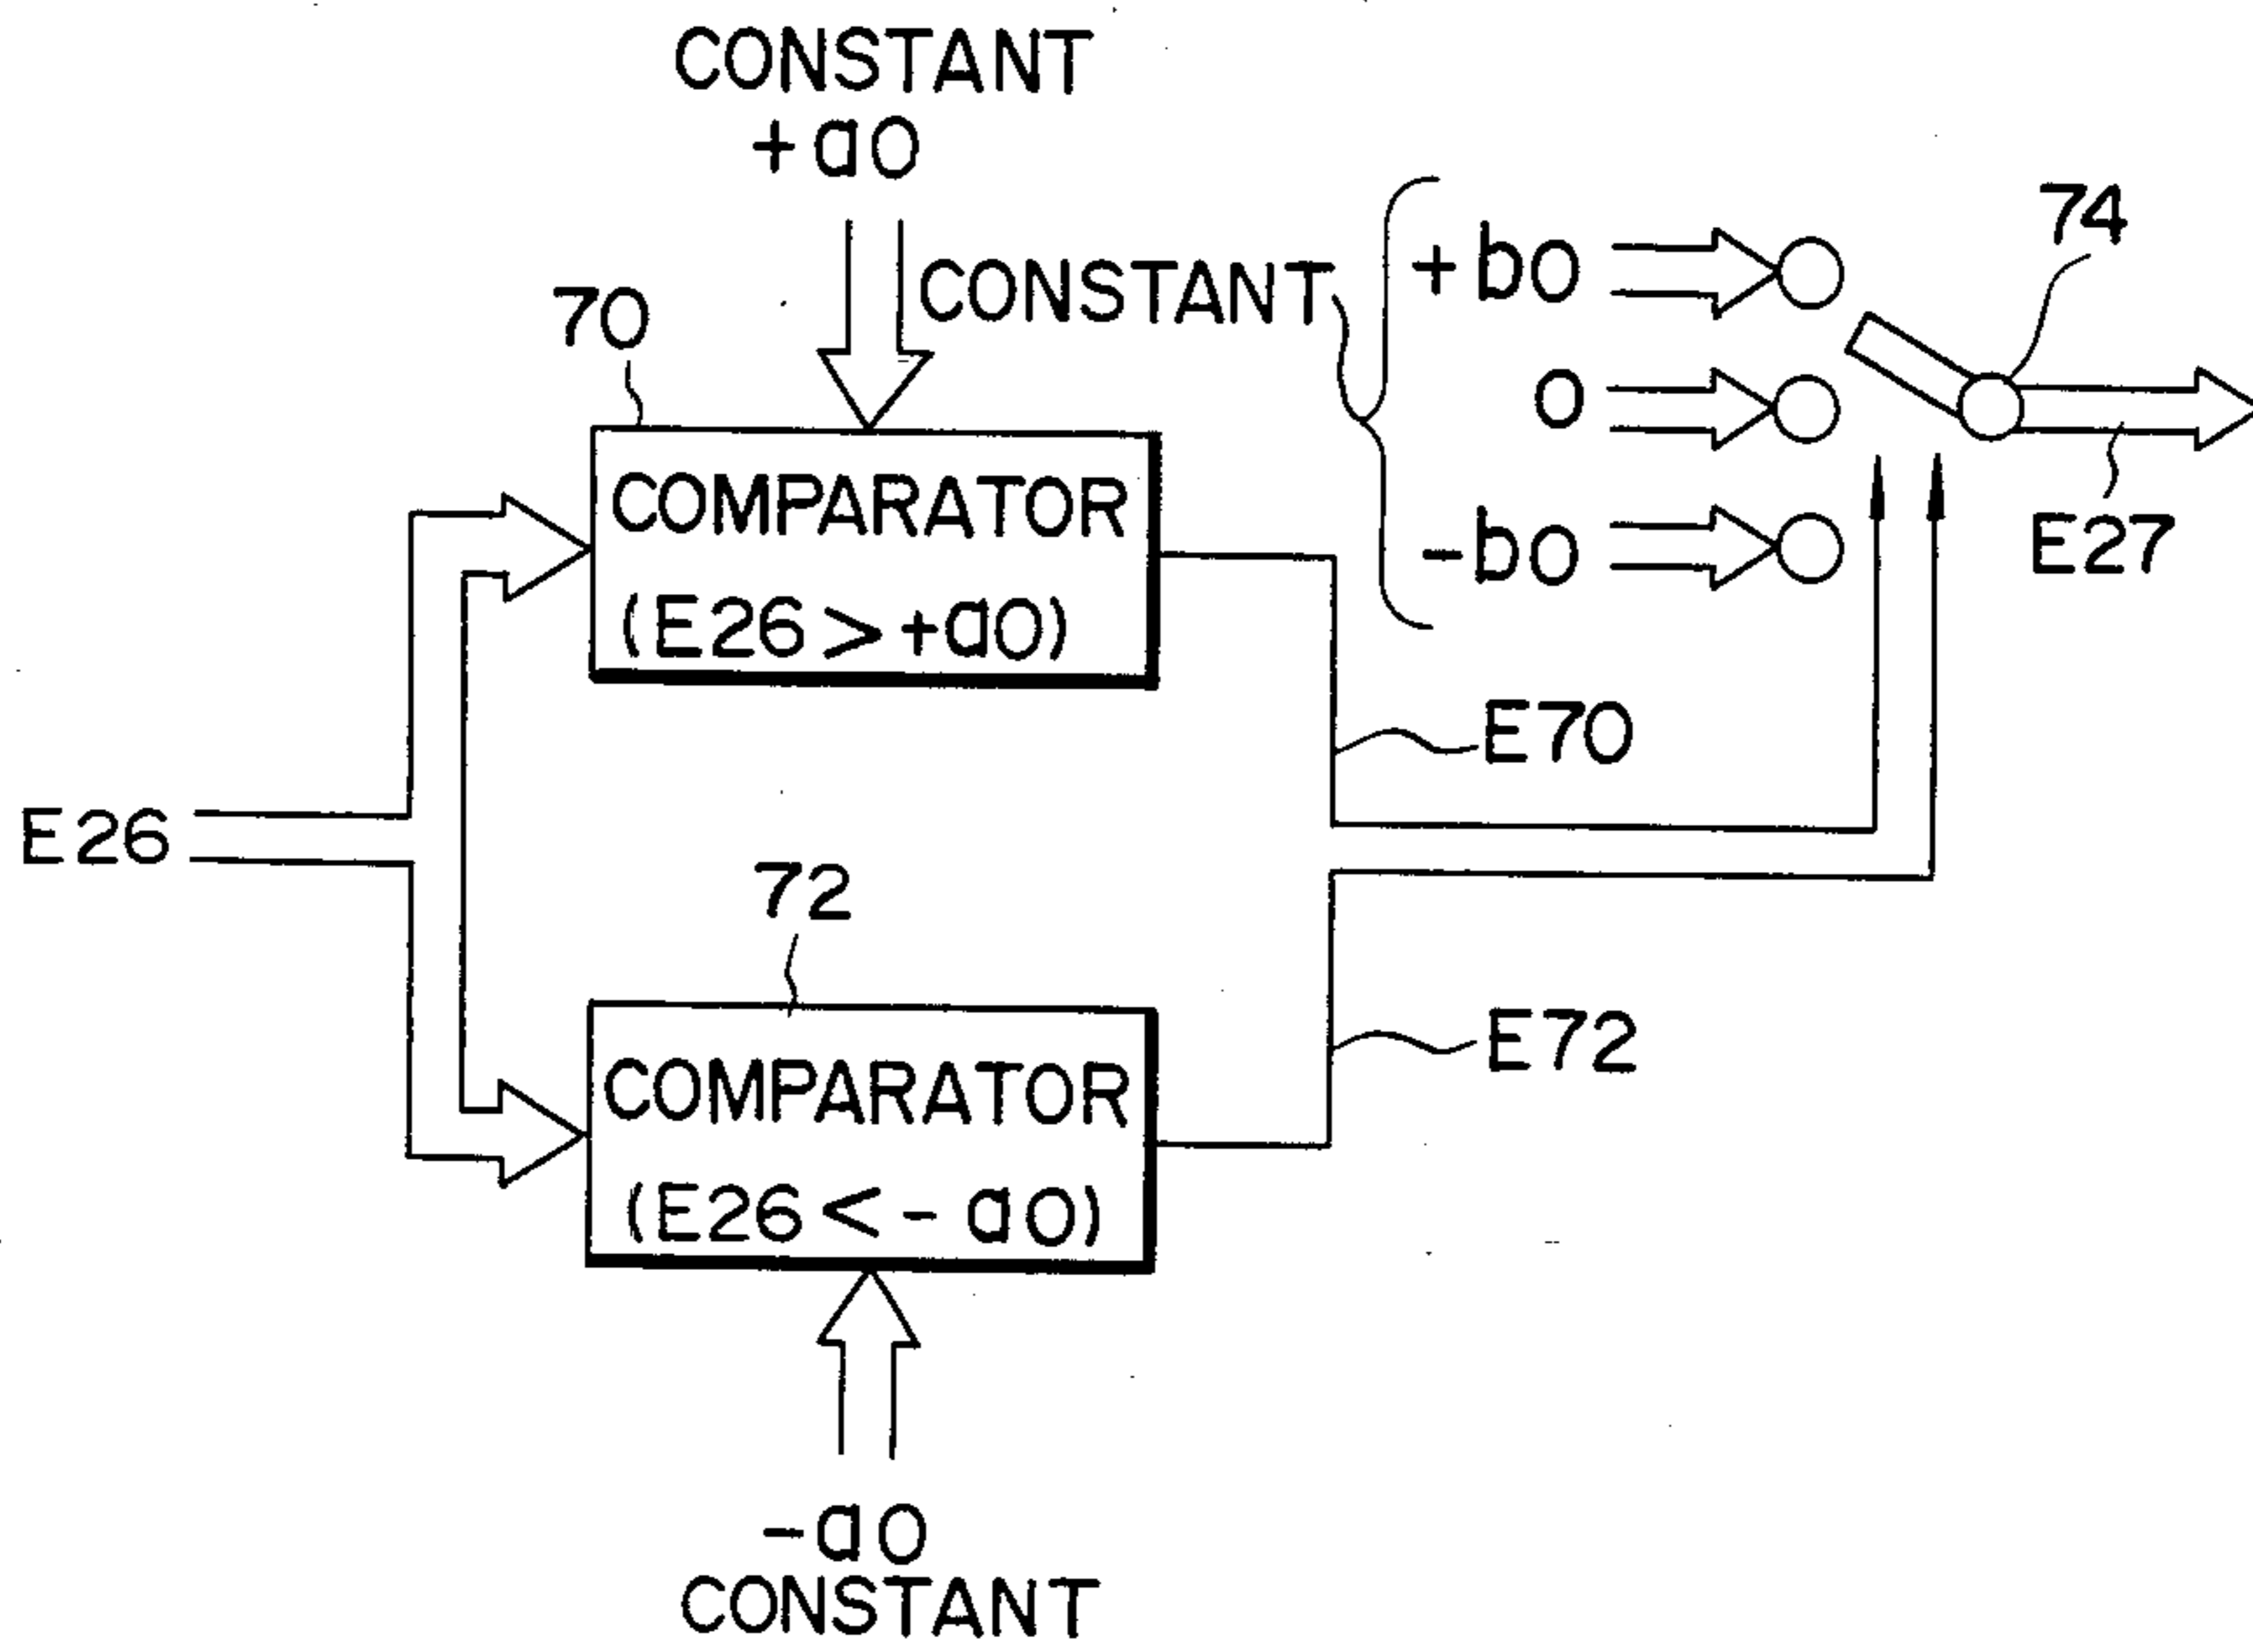 CONSTANT
+a0
CONSTANT
70
+b0
0
-b0
74
E27
COMPARATOR
(E26>+a0)
E70
E26
72
E72
COMPARATOR
(E26<-a0)
-a0
CONSTANT